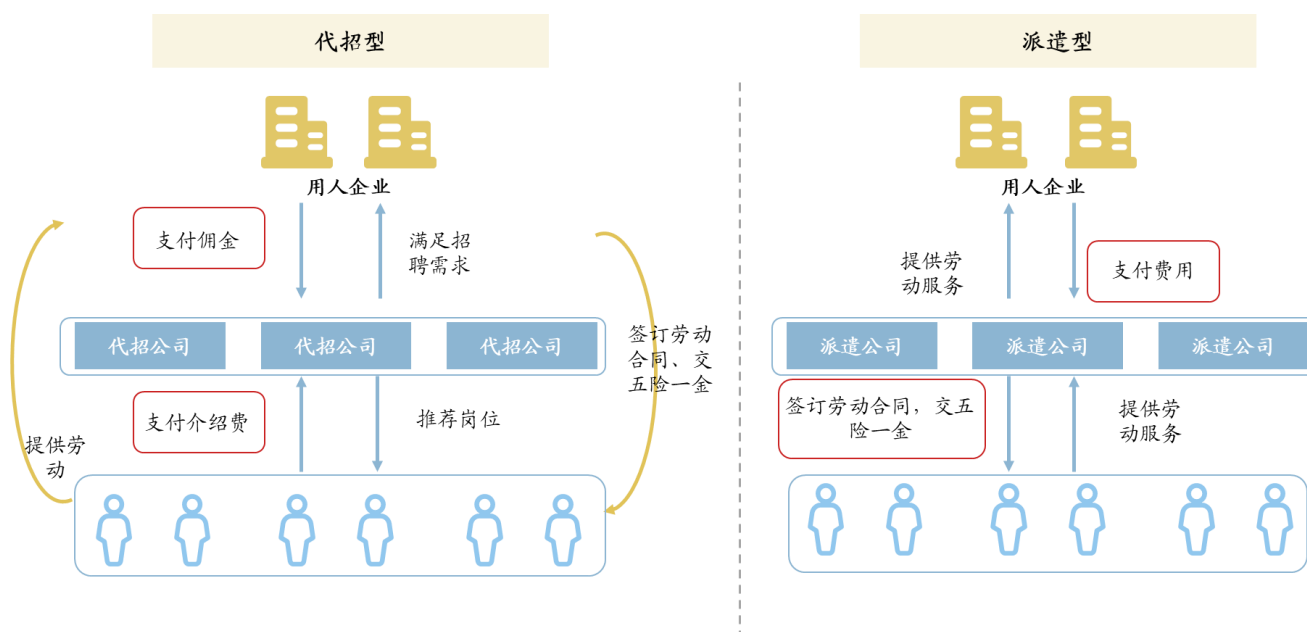 代招型
用人企业
支付佣金
满足招
聘需求
代招公司
代招公司
代招公司
签订劳动
合同、交
五险一金
支付介绍费
推荐岗位
提供劳
动
派遣型
用人企业
提供劳
动服务
支付费用
派遣公司
派遣公司
派遣公司
签订劳动合同，交五
险一金
提供劳
动服务